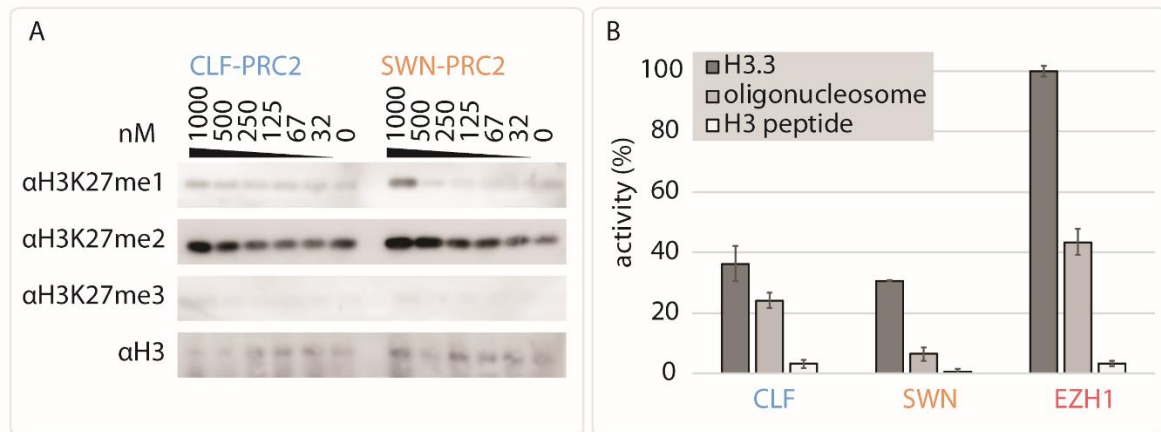 A
CLF-PRC2 SWN-PRC2
nM 1000 500 250 125 67 32 0 1000 500 250 125 67 32 0
αH3K27me1
αH3K27me2
αH3K27me3
αH3
B
H3.3
oligonucleosome
H3 peptide
activity (%)
100
80
60
40
20
0
CLF SWN EZH1